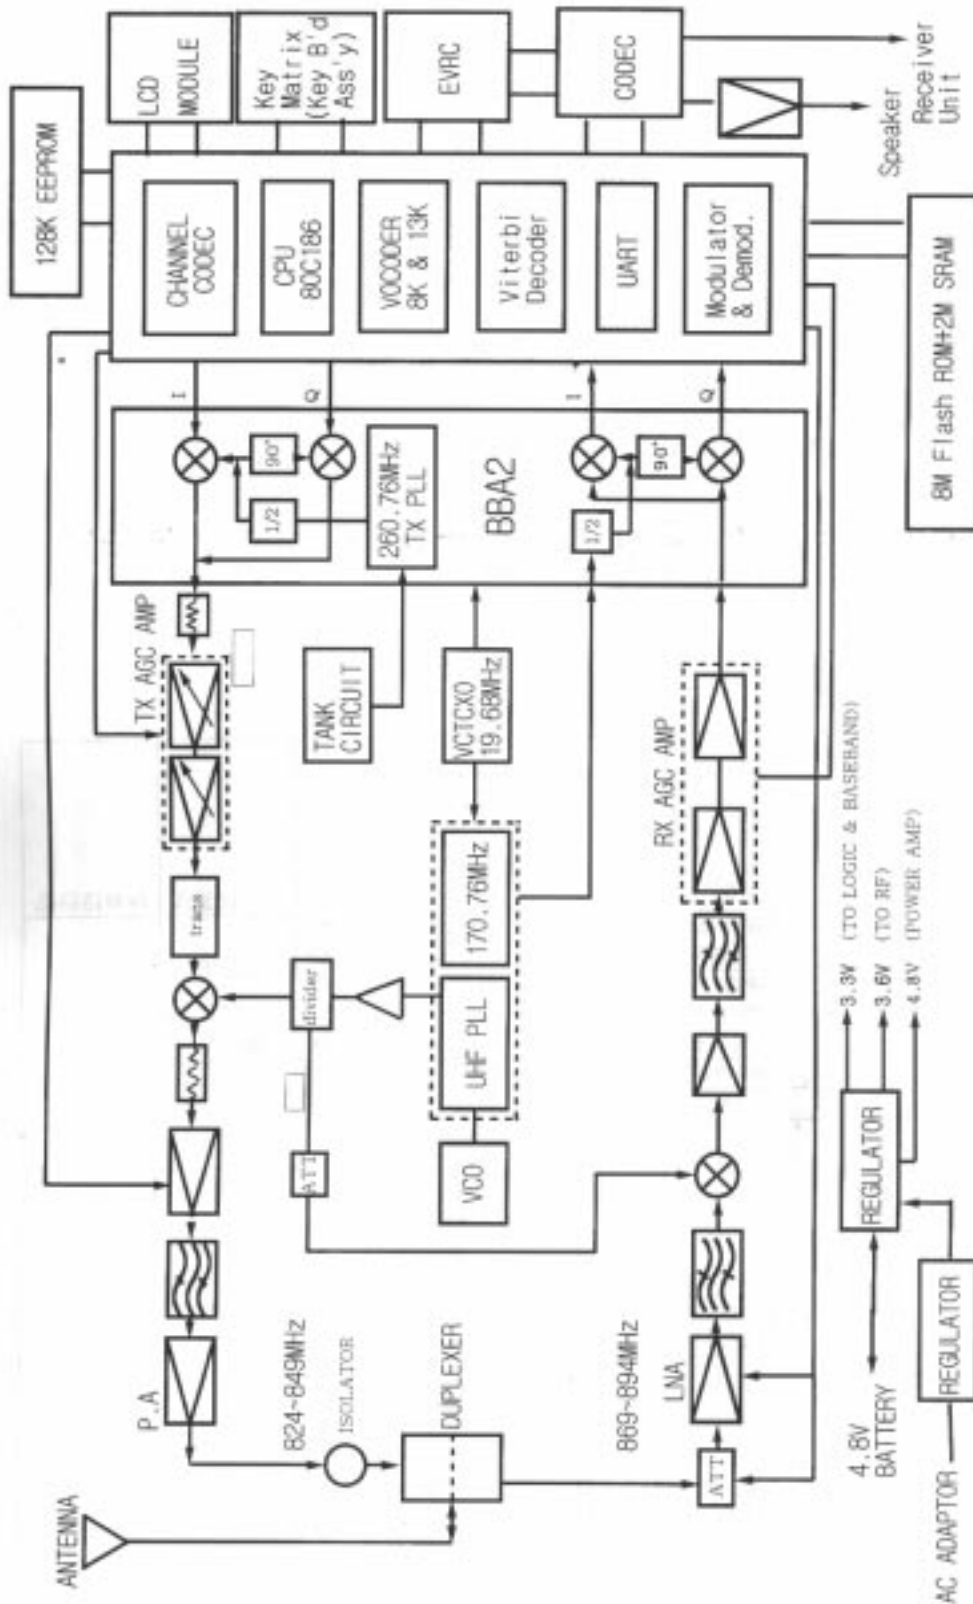 ANTENNA
P.A
824~849MHz
ISOLATOR
DUPLEXER
869~894MHz
LNA
ATT
ATT
divider
trans
TX AGC AMP
VCO
UHF PLL
170.76MHz
VCTCXO
19.68MHz
TANK
CIRCUIT
RX AGC AMP
I
Q
90°
1/2
260.76MHz
TX PLL
BBA2
1/2
90°
I
Q
128K EEPROM
LCD
MODULE
Key
Matrix
(Key B'd
Ass'y)
EVRC
CODEC
CHANNEL
CODEC
CPU
80C186
VOCODER
8K & 13K
Viterbi
Decoder
UART
Modulator
& Demod.
Speaker
Receiver
Unit
8M Flash ROM+2M SRAM
4.8V
BATTERY
AC ADAPTOR
REGULATOR
REGULATOR
3.3V (TO LOGIC & BASEBAND)
3.6V (TO RF)
4.8V (POWER AMP)